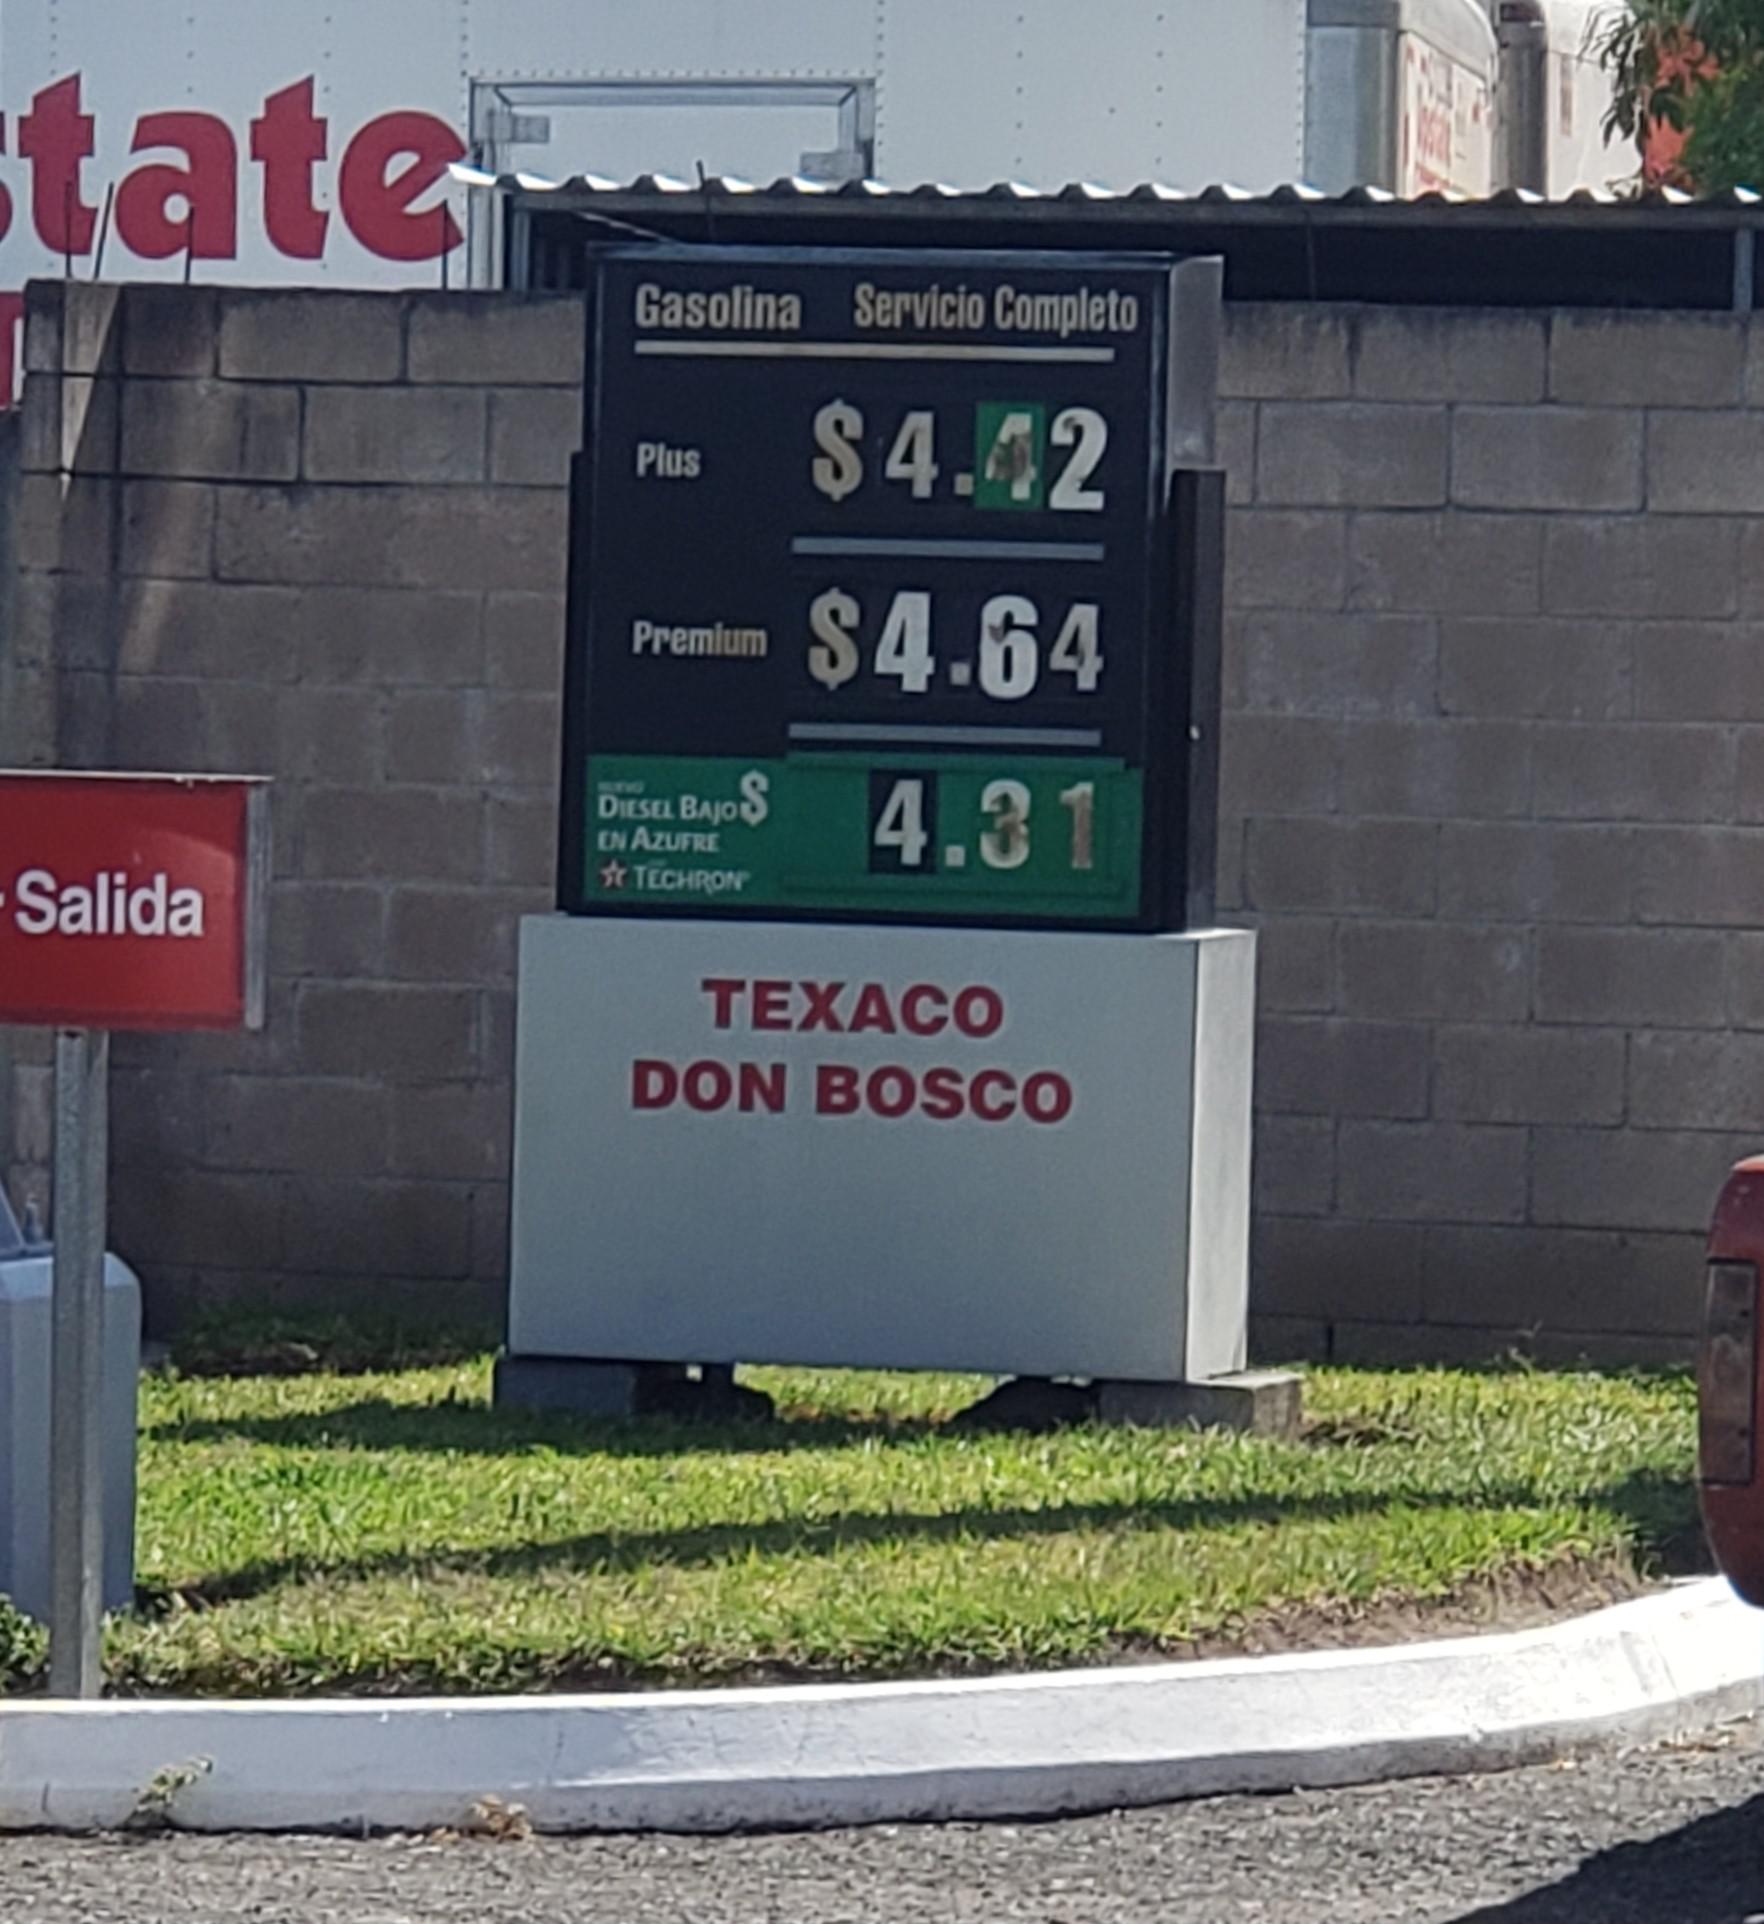 state
Gasolina Servicio Completo
Plus $4.42
Premium $4.64
NUEVO
DIESEL BAJO $ 4.31
EN AZUFRE
TECHRON
Salida
TEXACO
DON BOSCO